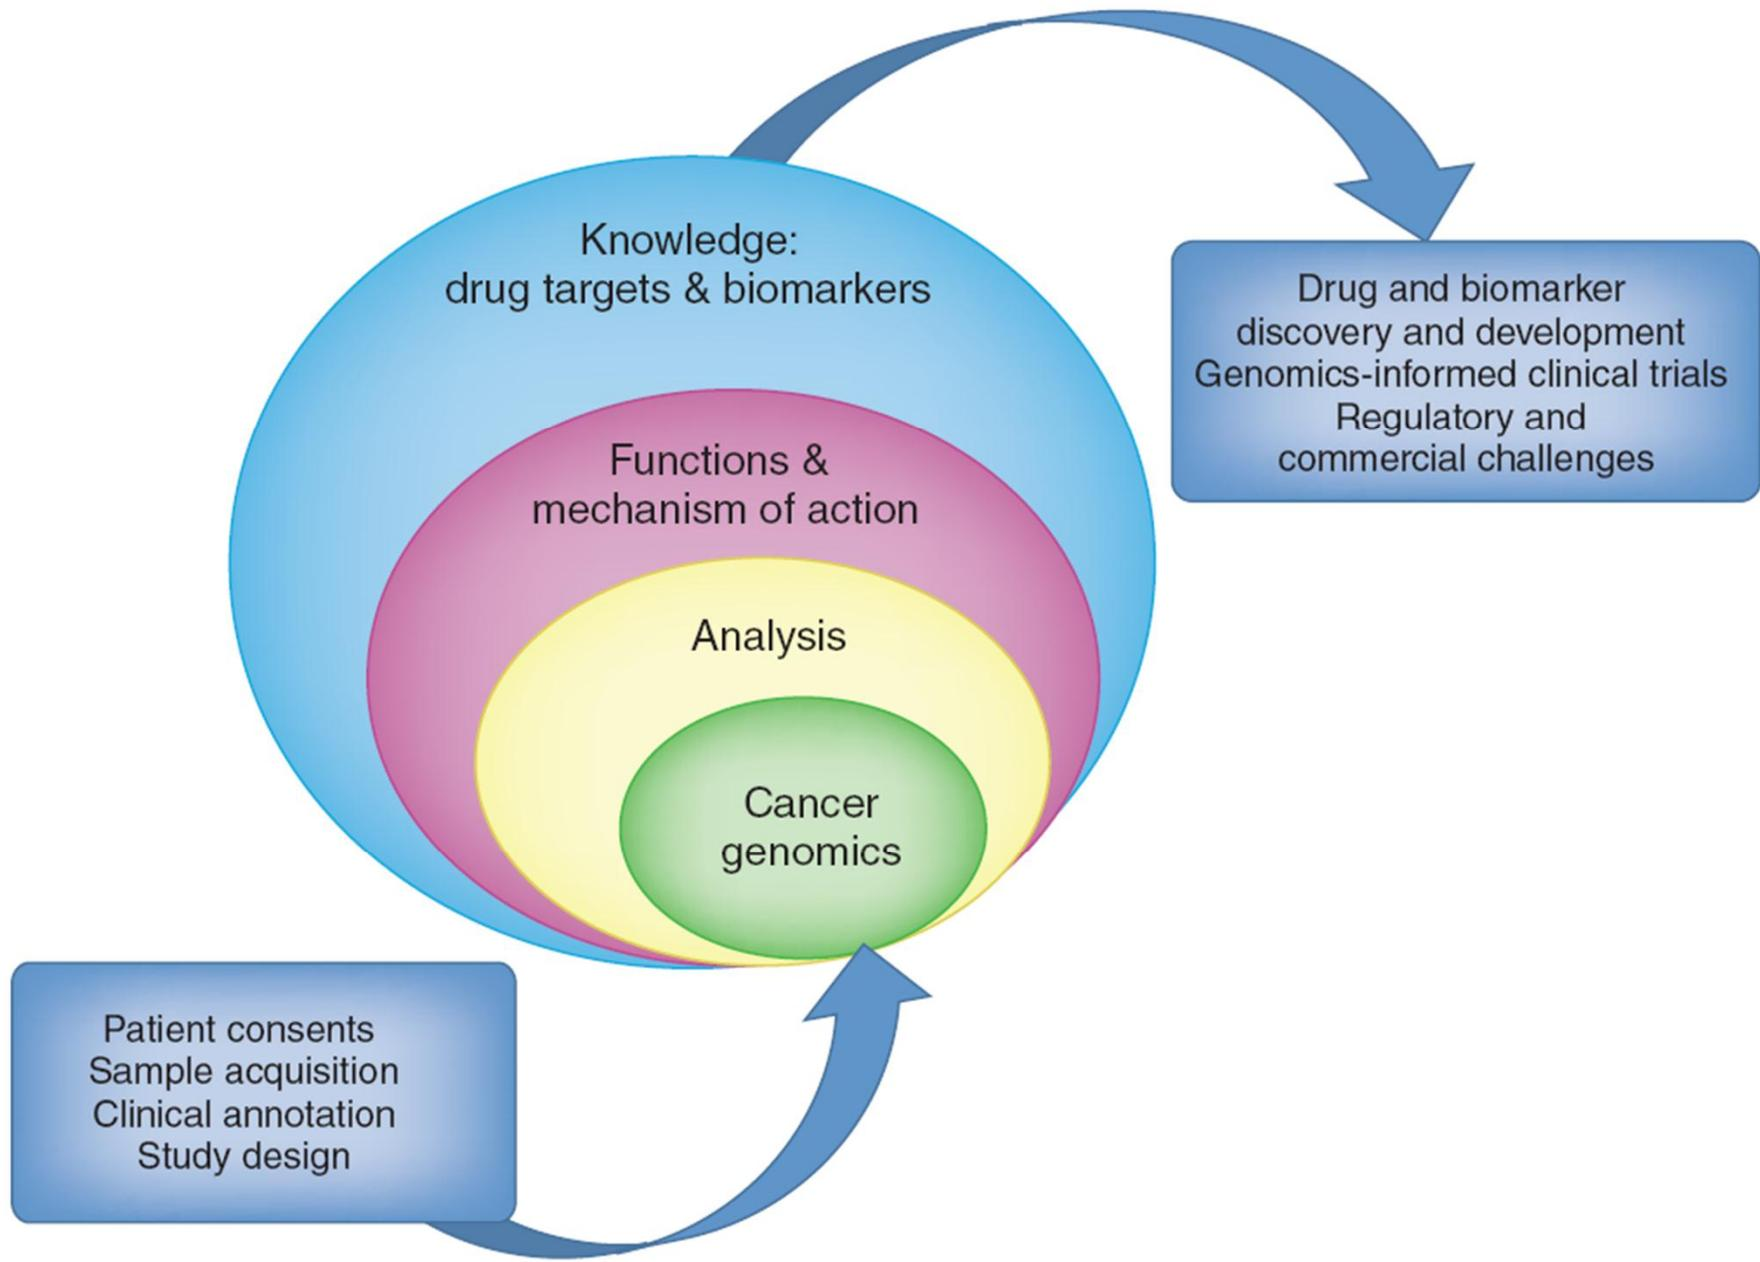 Knowledge:
drug targets & biomarkers
Functions &
mechanism of action
Analysis
Cancer
genomics
Drug and biomarker
discovery and development
Genomics-informed clinical trials
Regulatory and
commercial challenges
Patient consents
Sample acquisition
Clinical annotation
Study design